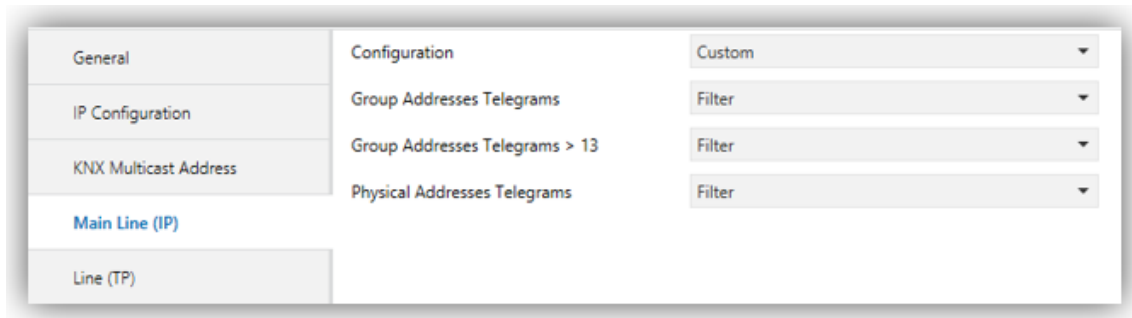 General
IP Configuration
KNX Multicast Address
Main Line (IP)
Line (TP)
Configuration Custom
Group Addresses Telegrams Filter
Group Addresses Telegrams > 13 Filter
Physical Addresses Telegrams Filter